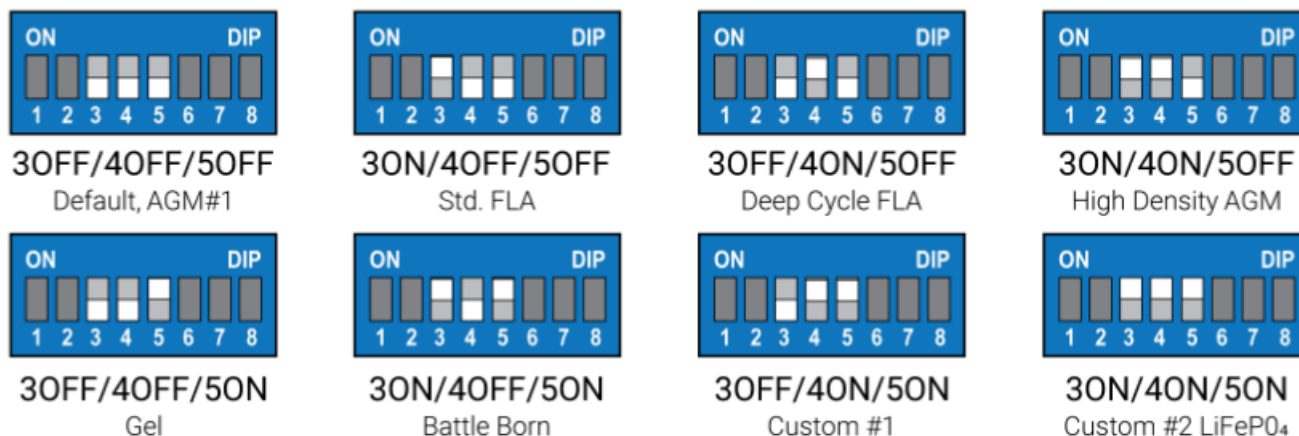 ON DIP ON DIP ON DIP ON DIP
1 2 3 4 5 6 7 8 1 2 3 4 5 6 7 8 1 2 3 4 5 6 7 8 1 2 3 4 5 6 7 8
3OFF/4OFF/5OFF 3ON/4OFF/5OFF 3OFF/4ON/5OFF 3ON/4ON/5OFF
Default, AGM#1 Std. FLA Deep Cycle FLA High Density AGM
ON DIP ON DIP ON DIP ON DIP
1 2 3 4 5 6 7 8 1 2 3 4 5 6 7 8 1 2 3 4 5 6 7 8 1 2 3 4 5 6 7 8
3OFF/4OFF/5ON 3ON/4OFF/5ON 3OFF/4ON/5ON 3ON/4ON/5ON
Gel Battle Born Custom #1 Custom #2 LiFeP0₄